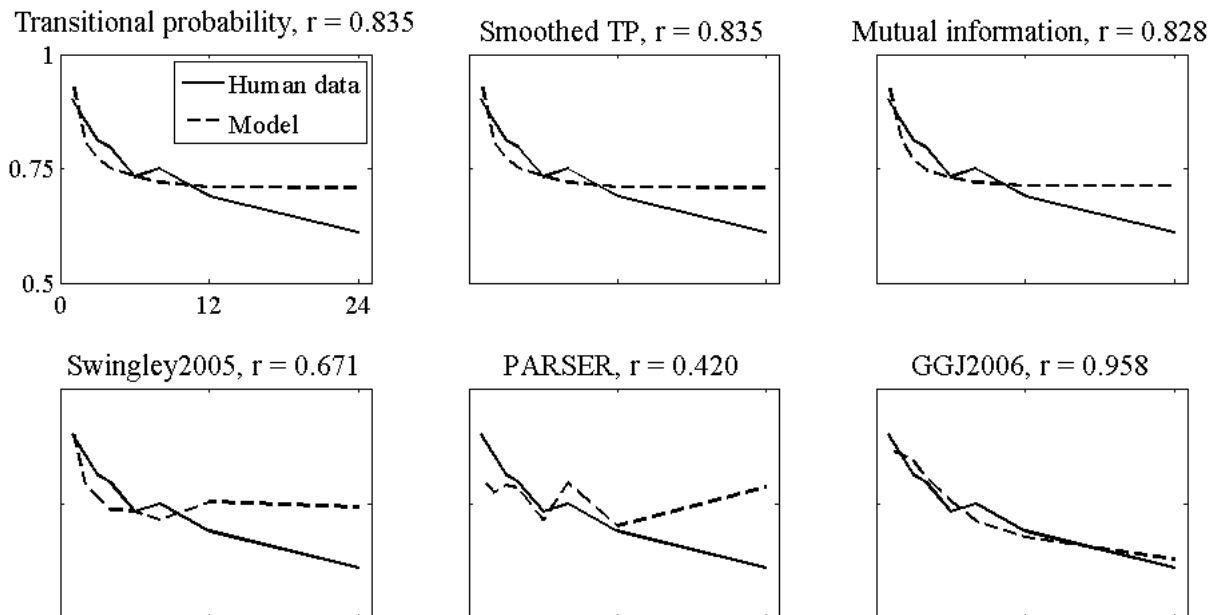 Transitional probability, r = 0.835
Smoothed TP, r = 0.835
Mutual information, r = 0.828
1
Human data
Model
0.75
0.5
0
12
24
Swingley2005, r = 0.671
PARSER, r = 0.420
GGJ2006, r = 0.958